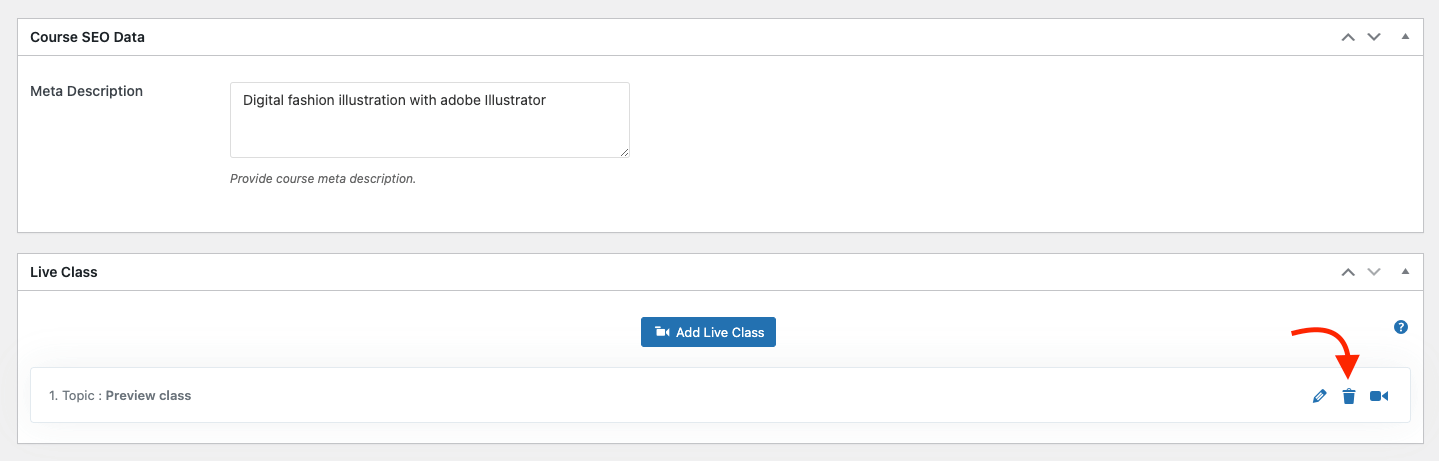 Course SEO Data
Meta Description
Digital fashion illustration with adobe Illustrator
Provide course meta description.
Live Class
Add Live Class
?
1. Topic : Preview class